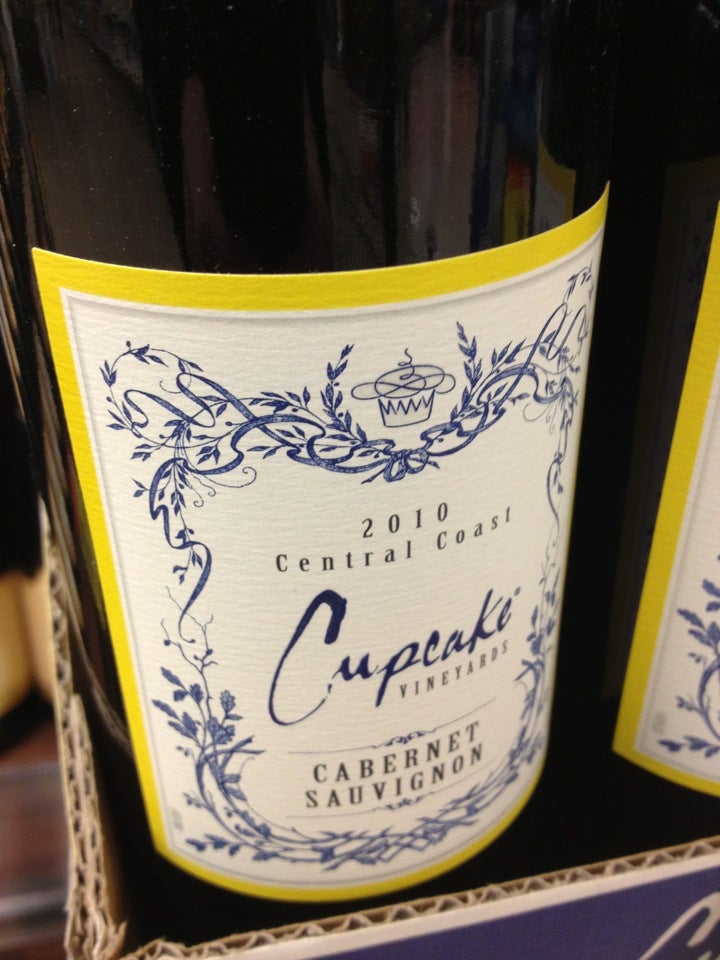 2010
Central Coast
Cupcake
VINEYARDS
CABERNET
SAUVIGNON